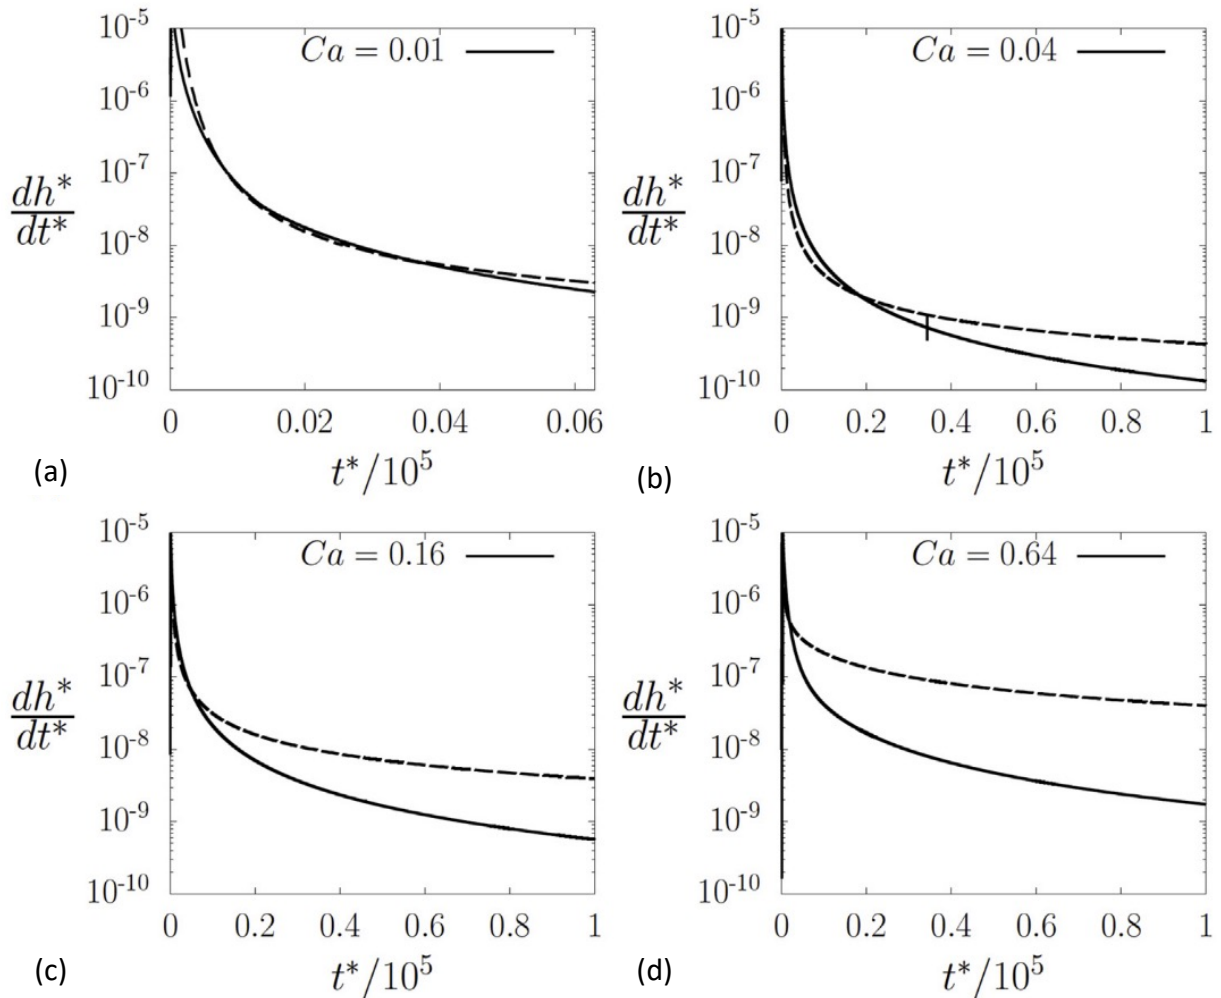 10^-5
Ca = 0.01
10^-6
10^-7
dh*
dt*
10^-8
10^-9
10^-10
0 0.02 0.04 0.06
(a)
t*/10^5
10^-5
Ca = 0.04
10^-6
10^-7
dh*
dt*
10^-8
10^-9
10^-10
0 0.2 0.4 0.6 0.8 1
(b)
t*/10^5
10^-5
Ca = 0.16
10^-6
10^-7
dh*
dt*
10^-8
10^-9
10^-10
0 0.2 0.4 0.6 0.8 1
(c)
t*/10^5
10^-5
Ca = 0.64
10^-6
10^-7
dh*
dt*
10^-8
10^-9
10^-10
0 0.2 0.4 0.6 0.8 1
(d)
t*/10^5